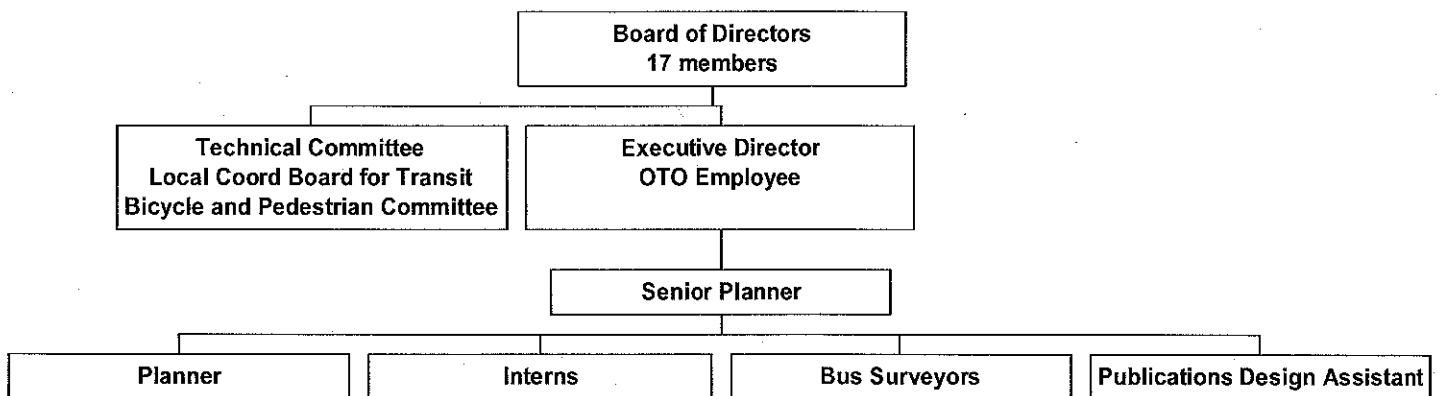 Board of Directors
17 members
Technical Committee
Local Coord Board for Transit
Bicycle and Pedestrian Committee
Executive Director
OTO Employee
Senior Planner
Planner
Interns
Bus Surveyors
Publications Design Assistant